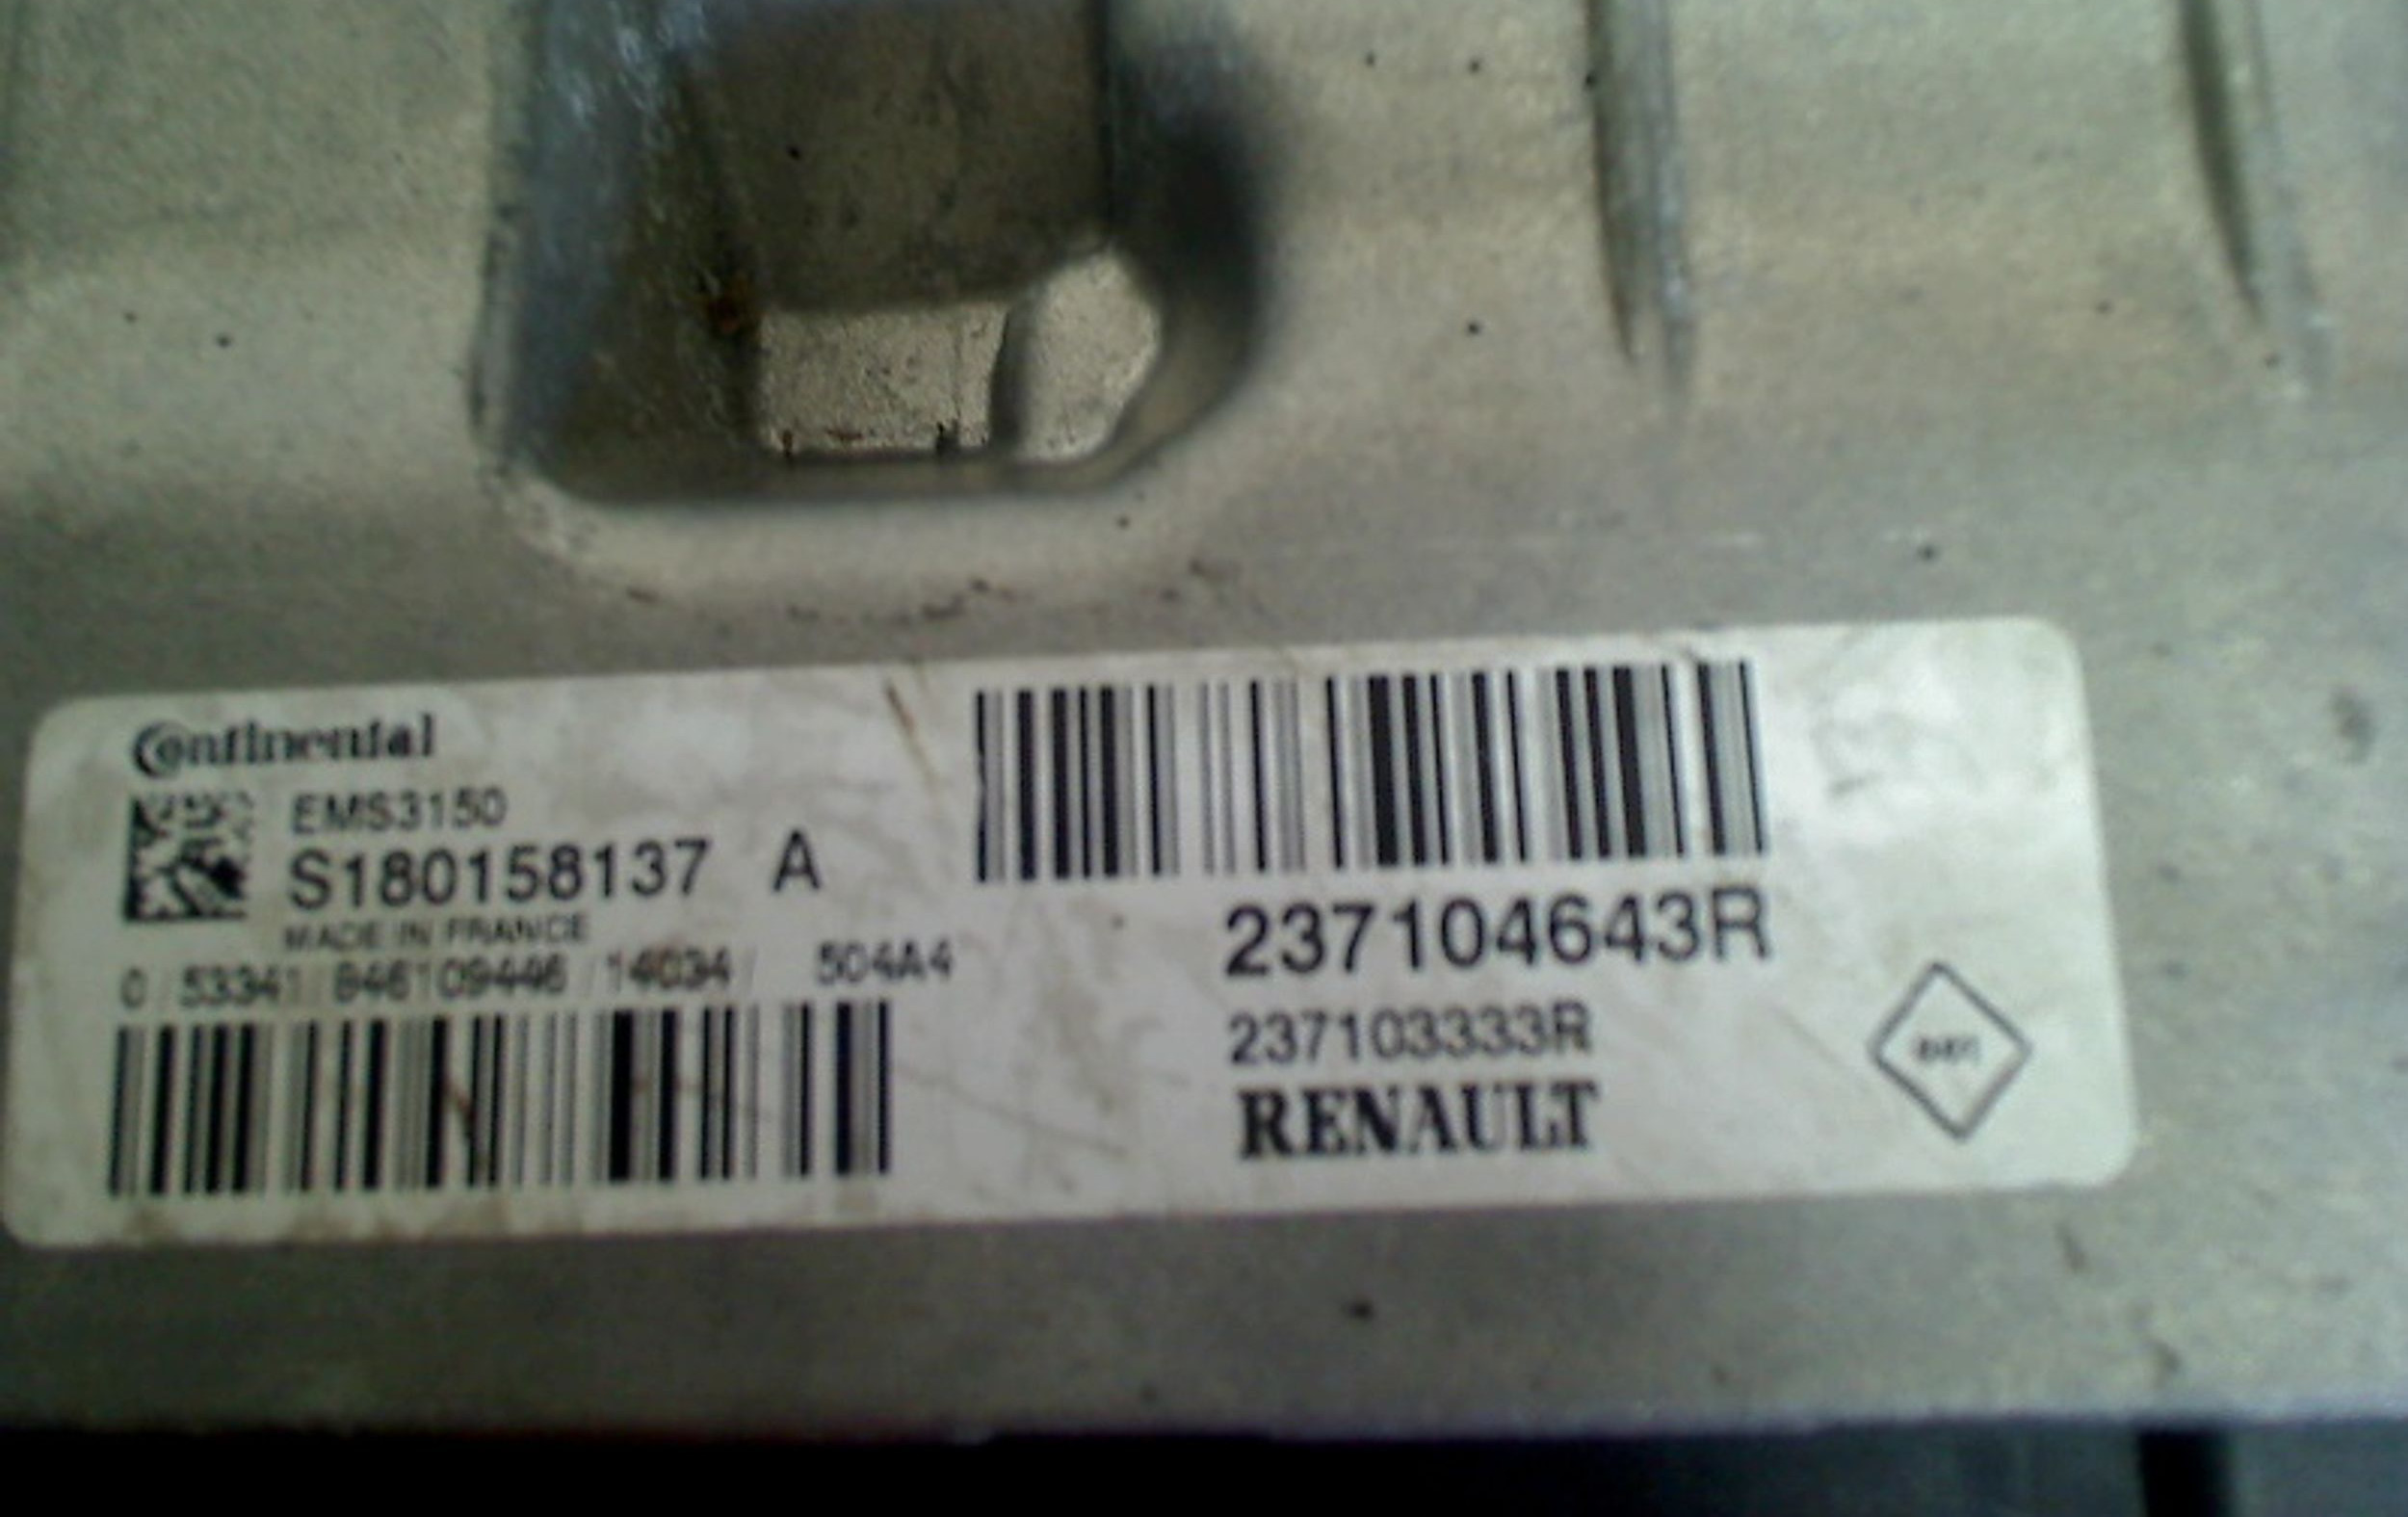 Continental
EMS3150
S180158137 A
MADE IN FRANCE
0 53341 846109446 14034 504A4
237104643R
237103333R
RENAULT